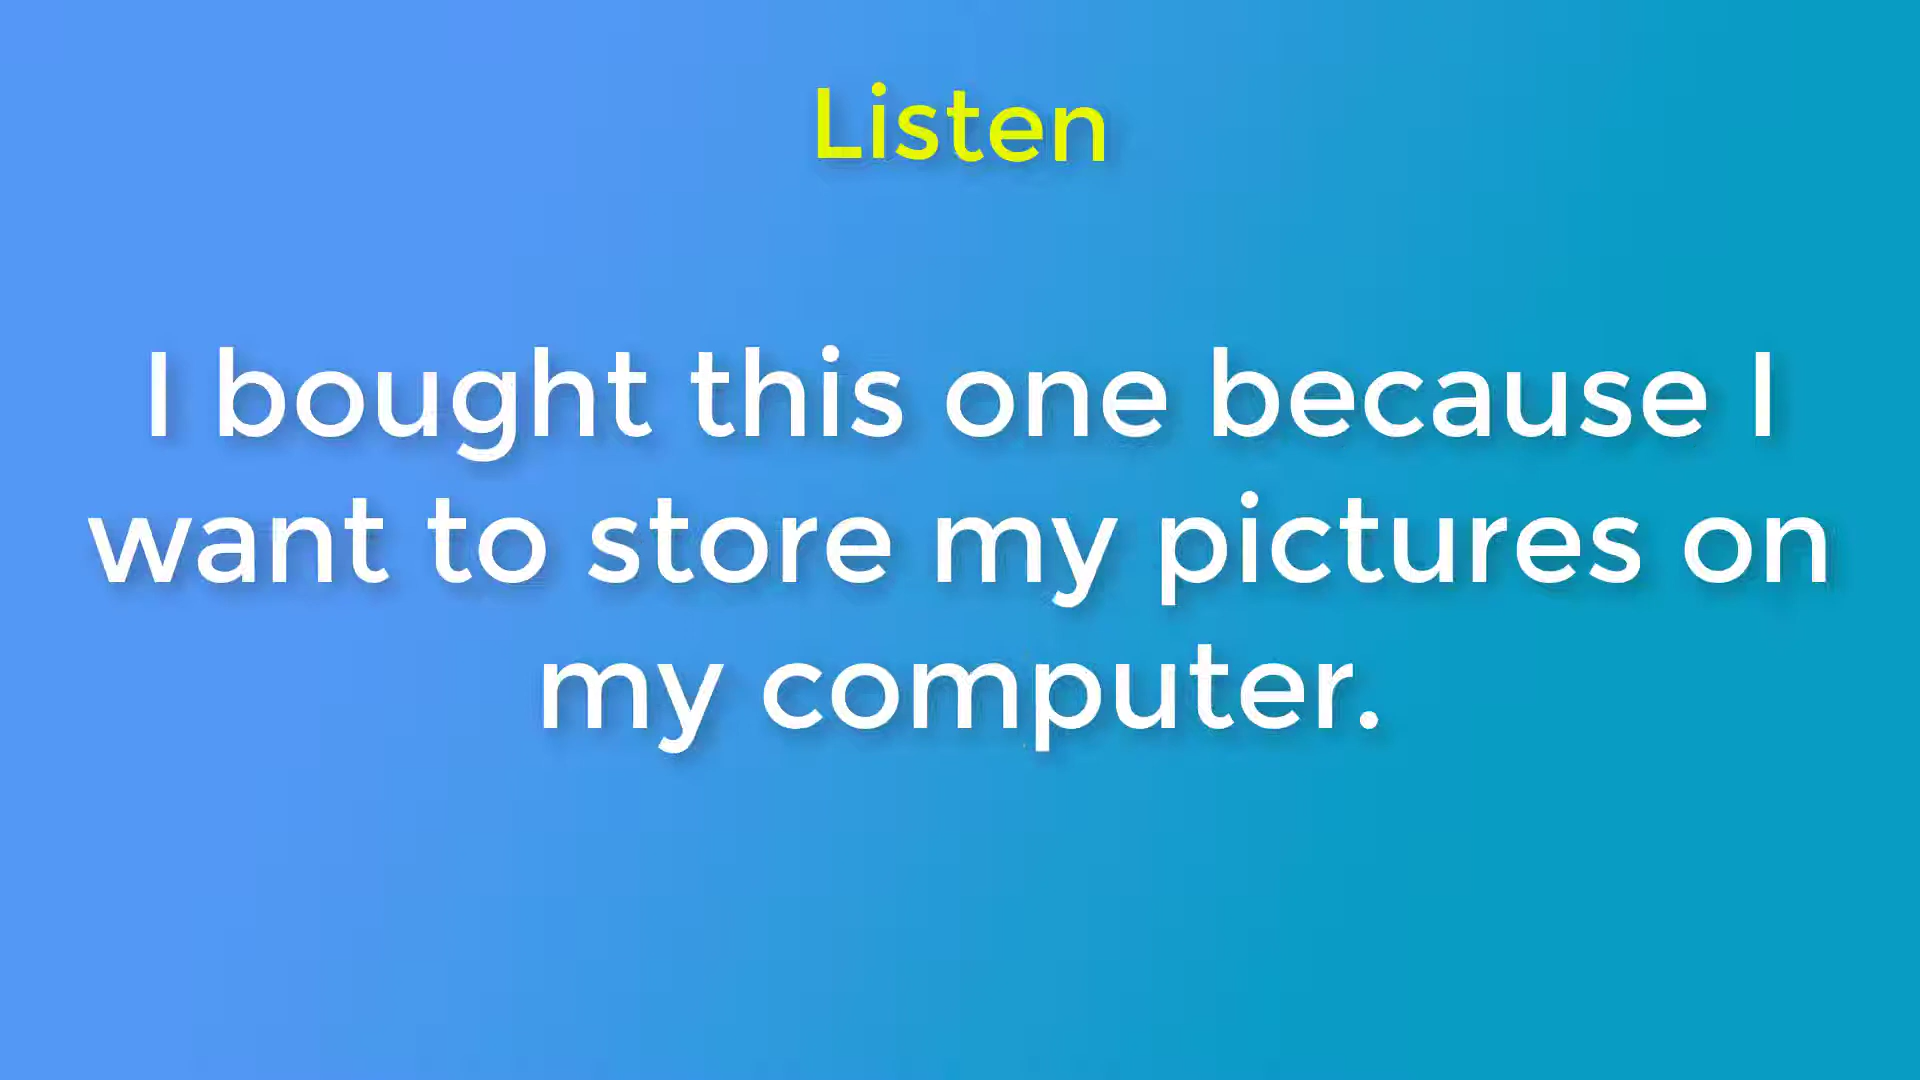 Listen
I bought this one because I
want to store my pictures on
my computer.